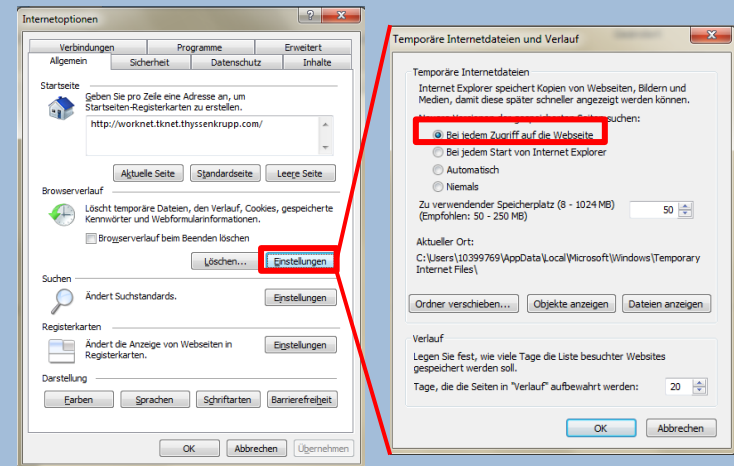 Internetoptionen
Verbindungen Programme Erweitert
Allgemein Sicherheit Datenschutz Inhalte
Startseite
Geben Sie pro Zeile eine Adresse an, um
Startseiten-Registerkarten zu erstellen.
http://worknet.tknet.thyssenkrupp.com/
Aktuelle Seite Standardseite Leere Seite
Browserverlauf
Löscht temporäre Dateien, den Verlauf, Cookies, gespeicherte
Kennwörter und Webformularinformationen.
Browserverlauf beim Beenden löschen
Löschen... Einstellungen
Suchen
Ändert Suchstandards.
Einstellungen
Registerkarten
Ändert die Anzeige von Webseiten in
Registerkarten.
Einstellungen
Darstellung
Farben Sprachen Schriftarten Barrierefreiheit
OK Abbrechen Übernehmen
Temporäre Internetdateien und Verlauf
Temporäre Internetdateien
Internet Explorer speichert Kopien von Webseiten, Bildern und
Medien, damit diese später schneller angezeigt werden können.
suchen:
Bei jedem Zugriff auf die Webseite
Bei jedem Start von Internet Explorer
Automatisch
Niemals
Zu verwendender Speicherplatz (8 - 1024 MB)
(Empfohlen: 50 - 250 MB)
50
Aktueller Ort:
C:\Users\10399769\AppData\Local\Microsoft\Windows\Temporary
Internet Files\
Ordner verschieben... Objekte anzeigen Dateien anzeigen
Verlauf
Legen Sie fest, wie viele Tage die Liste besuchter Websites
gespeichert werden soll.
Tage, die die Seiten in "Verlauf" aufbewahrt werden: 20
OK Abbrechen